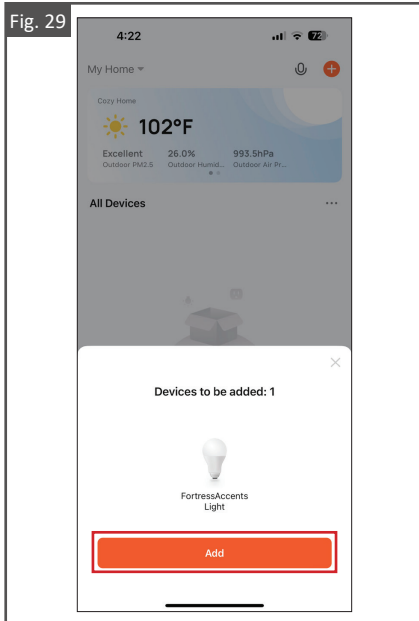 Fig. 29
4:22
72
My Home
Cozy Home
102°F
Excellent 26.0% 993.5hPa
Outdoor PM2.5 Outdoor Humid... Outdoor Air Pr...
All Devices
Devices to be added: 1
FortressAccents
Light
Add